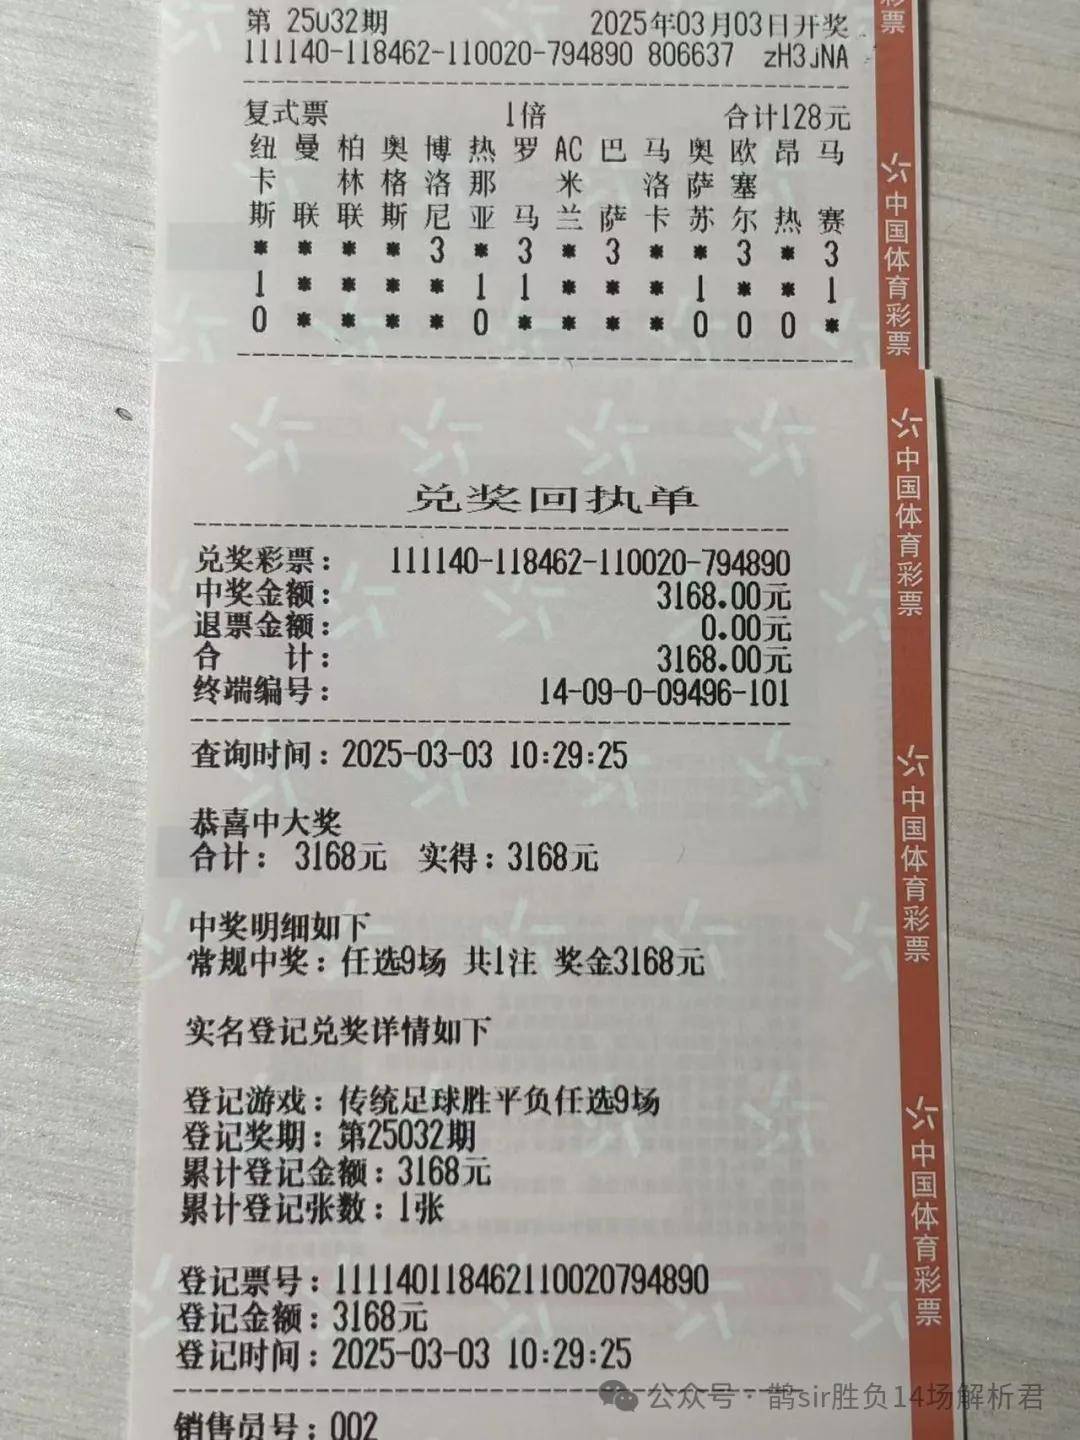 第 25032期 2025年03月03日开奖
111140-118462-110020-794890 806637 zH3jNA
复式票 1倍 合计128元
纽卡斯 曼联 柏林联 奥格斯 博洛尼 热那亚 罗马 AC米兰 巴萨 马洛卡 奥萨苏 欧塞尔 昂热 马赛
* * * * 3 * 3 * 3 * * 3 * 3
1 * * * * 1 1 * * * 1 * * 1
0 * * * * 0 * * * * 0 0 0 *
兑奖回执单
兑奖彩票: 111140-118462-110020-794890
中奖金额: 3168.00元
退票金额: 0.00元
合 计: 3168.00元
终端编号: 14-09-0-09496-101
查询时间:2025-03-03 10:29:25
恭喜中大奖
合计: 3168元 实得:3168元
中奖明细如下
常规中奖:任选9场 共1注 奖金3168元
实名登记兑奖详情如下
登记游戏:传统足球胜平负任选9场
登记奖期:第25032期
累计登记金额:3168元
累计登记张数:1张
登记票号:111140118462110020794890
登记金额:3168元
登记时间:2025-03-03 10:29:25
销售员号:002
彩票
中国体育彩票
中国体育彩票
中国体育彩票
中国体育彩票
公众号·鹊sir胜负14场解析君